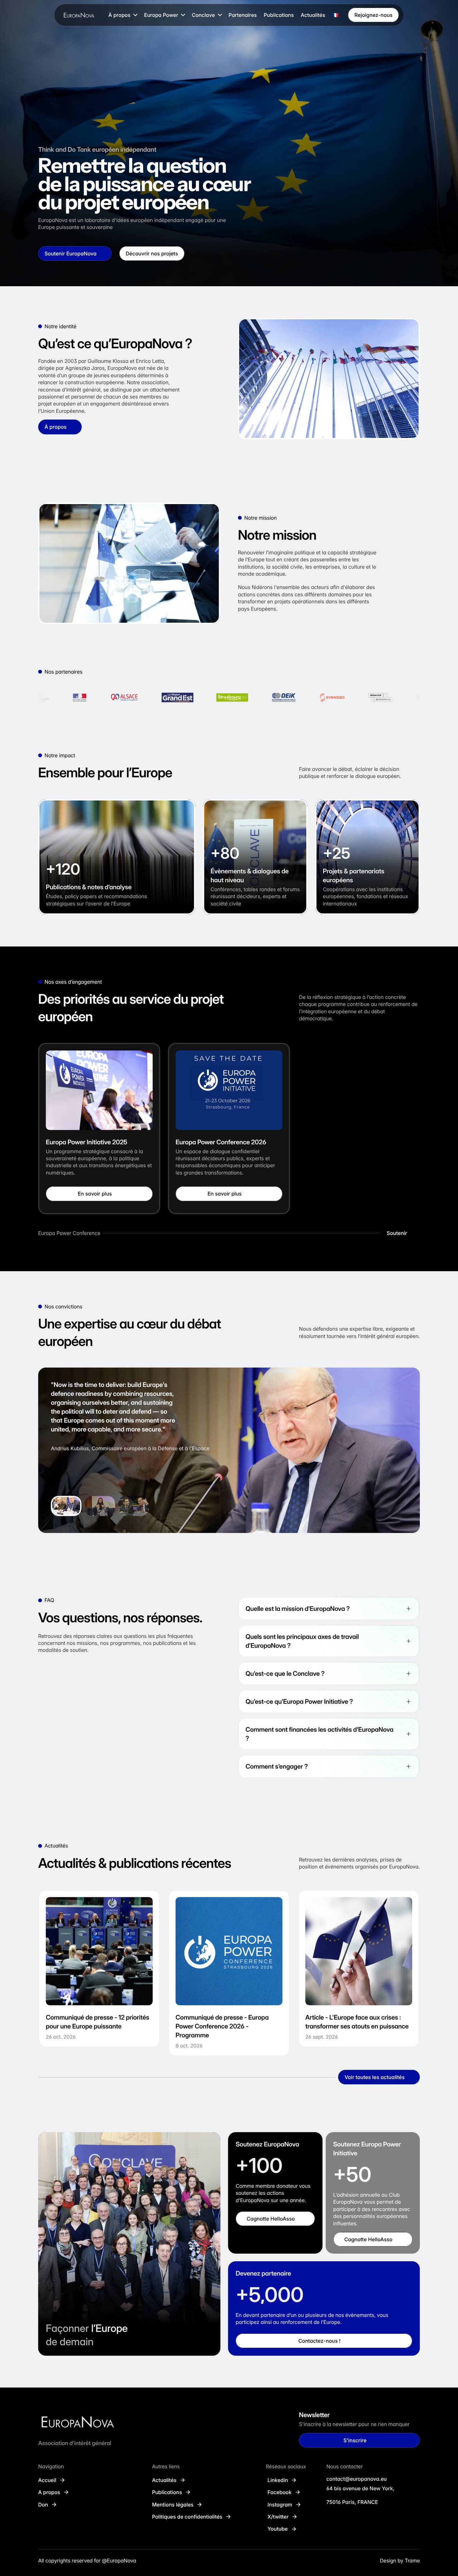 EUROPANOVA
À propos
Europa Power
Conclave
Partenaires
Publications
Actualités
Rejoignez-nous
Think and Do Tank européen indépendant
Remettre la question
de la puissance au cœur
du projet européen
EuropaNova est un laboratoire d'idées européen indépendant engagé pour une
Europe puissante et souveraine
Soutenir EuropaNova
Découvrir nos projets
Notre identité
Qu'est ce qu'EuropaNova ?
Fondée en 2003 par Guillaume Klossa et Enrico Letta,
dirigée par Agnieszka Joras, EuropaNova est née de la
volonté d'un groupe de jeunes européens déterminés à
relancer la construction européenne. Notre association,
reconnue d'intérêt général, se distingue par un attachement
passionnel et personnel de chacun de ses membres au
projet européen et un engagement désintéressé envers
l'Union Européenne.
À propos
Notre mission
Notre mission
Renouveler l'imaginaire politique et la capacité stratégique
de l'Europe tout en créant des passerelles entre les
institutions, la société civile, les entreprises, la culture et le
monde académique.
Nous fédérons l'ensemble des acteurs afin d'élaborer des
actions concrètes dans ces différents domaines pour les
transformer en projets opérationnels dans les différents
pays Européens.
Nos partenaires
ALSACE
Grand Est
Strasbourg.eu
DEİK
Notre impact
Ensemble pour l'Europe
Faire avancer le débat, éclairer la décision
publique et renforcer le dialogue européen.
+120
Publications & notes d'analyse
Études, policy papers et recommandations
stratégiques sur l'avenir de l'Europe
CONCLAVE
+80
Évènements & dialogues de
haut niveau
Conférences, tables rondes et forums
réunissant décideurs, experts et
société civile
+25
Projets & partenariats
européens
Coopérations avec les institutions
européennes, fondations et réseaux
internationaux
Nos axes d'engagement
Des priorités au service du projet
européen
De la réflexion stratégique à l'action concrète
chaque programme contribue au renforcement de
l'intégration européenne et du débat
démocratique.
EUROPA
POWER
Europa Power Initiative 2025
Un programme stratégique consacré à la
souveraineté européenne, à la politique
industrielle et aux transitions énergétiques et
numériques.
En savoir plus
SAVE THE DATE
EUROPA
POWER
INITIATIVE
21-23 October 2026
Strasbourg, France
Europa Power Conference 2026
Un espace de dialogue confidentiel
réunissant décideurs publics, experts et
responsables économiques pour anticiper
les grandes transformations.
En savoir plus
Europa Power Conference
Soutenir
Nos convictions
Une expertise au cœur du débat
européen
Nous défendons une expertise libre, exigeante et
résolument tournée vers l'intérêt général européen.
"Now is the time to deliver: build Europe's
defence readiness by combining resources,
organising ourselves better, and sustaining
the political will to deter and defend — so
that Europe comes out of this moment more
united, more capable, and more secure."
Andrius Kubilius, Commissaire européen à la Défense et à l'Espace
FAQ
Vos questions, nos réponses.
Retrouvez des réponses claires aux questions les plus fréquentes
concernant nos missions, nos programmes, nos publications et les
modalités de soutien.
Quelle est la mission d'EuropaNova ?
Quels sont les principaux axes de travail
d'EuropaNova ?
Qu'est-ce que le Conclave ?
Qu'est-ce qu'Europa Power Initiative ?
Comment sont financées les activités d'EuropaNova
?
Comment s'engager ?
Actualités
Actualités & publications récentes
Retrouvez les dernières analyses, prises de
position et événements organisés par EuropaNova.
Communiqué de presse - 12 priorités
pour une Europe puissante
26 oct. 2026
EUROPA
POWER
CONFERENCE
STRASBOURG 2026
Communiqué de presse - Europa
Power Conference 2026 -
Programme
8 oct. 2026
Article - L'Europe face aux crises :
transformer ses atouts en puissance
26 sept. 2026
Voir toutes les actualités
CONCLAVE
Façonner l'Europe
de demain
Soutenez EuropaNova
+100
Comme membre donateur vous
soutenez les actions
d'EuropaNova sur une année.
Cagnotte HelloAsso
Soutenez Europa Power
Initiative
+50
L'adhésion annuelle au Club
EuropaNova vous permet de
participer à des rencontres avec
des personnalités européennes
influentes.
Cagnotte HelloAsso
Devenez partenaire
+5,000
En devant partenaire d'un ou plusieurs de nos évènements, vous
participez ainsi au renforcement de l'Europe.
Contactez-nous !
EUROPANOVA
Association d'intérêt général
Newsletter
S'inscrire à la newsletter pour ne rien manquer
S'inscrire
Navigation
Accueil
A propos
Don
Autres liens
Actualités
Publications
Mentions légales
Politiques de confidentialités
Réseaux sociaux
Linkedin
Facebook
Instagram
X/twitter
Youtube
Nous contacter
contact@europanova.eu
64 bis avenue de New York,
75016 Paris, FRANCE
All copyrights reserved for @EuropaNova
Design by Trame